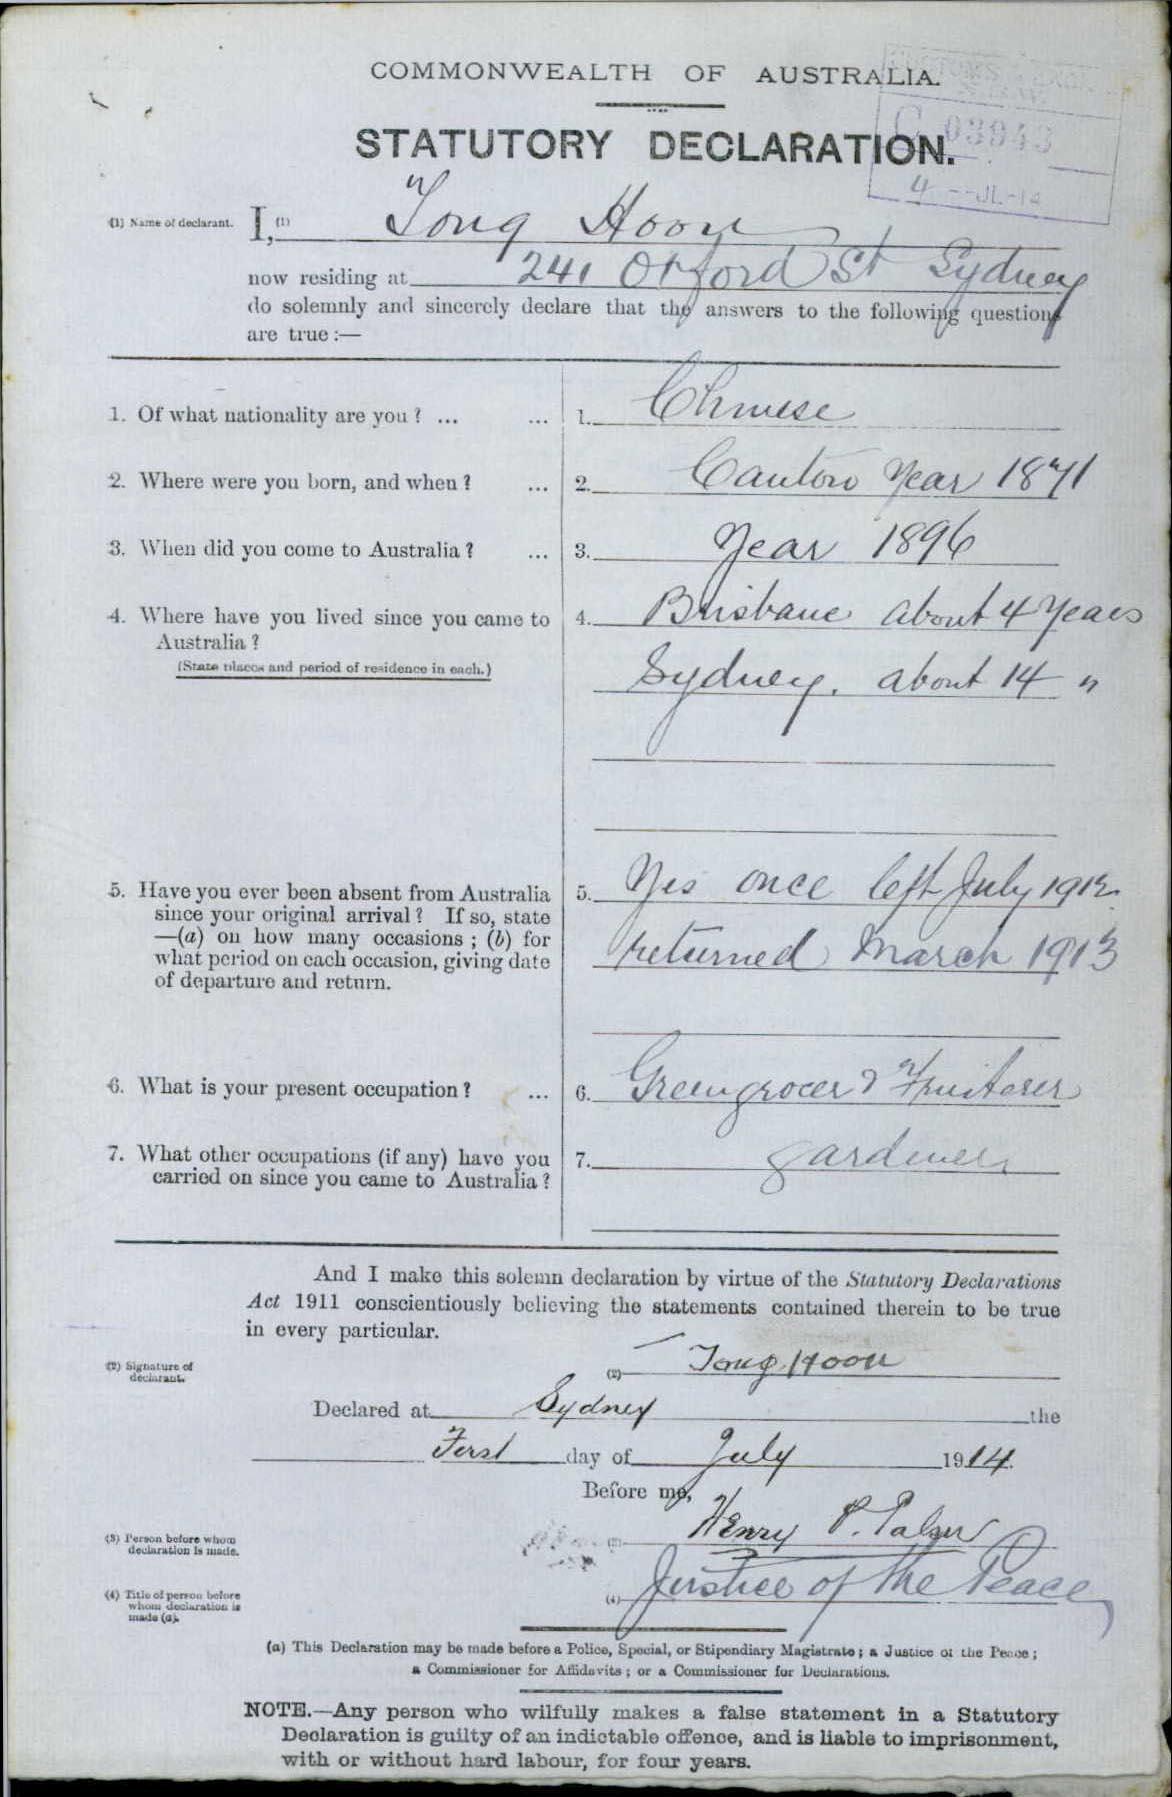 COMMONWEALTH OF AUSTRALIA.
STATUTORY DECLARATION.
C 03943
4 - JL-14
(1) Name of declarant. I, (1) Tong Hoon
now residing at 241 Oxford St Sydney
do solemnly and sincerely declare that the answers to the following questions
are true :—
1. Of what nationality are you ? ... ... 1. Chinese
2. Where were you born, and when ? ... 2. Canton Year 1871
3. When did you come to Australia ? ... 3. Year 1896
4. Where have you lived since you came to 4. Brisbane about 4 Years
Australia ?
(State places and period of residence in each.) Sydney. about 14 "
5. Have you ever been absent from Australia 5. Yes once left July 1912.
since your original arrival ? If so, state
—(a) on how many occasions ; (b) for returned March 1913
what period on each occasion, giving date
of departure and return.
6. What is your present occupation ? ... 6. Greengrocer & Fruiterer
7. What other occupations (if any) have you 7. gardener
carried on since you came to Australia ?
And I make this solemn declaration by virtue of the Statutory Declarations
Act 1911 conscientiously believing the statements contained therein to be true
in every particular.
(2) Signature of (2) Tong Hoon
declarant.
Declared at Sydney the
First day of July 1914.
Before me,
(3) Person before whom (3) Henry P.
declaration is made.
(4) Title of person before (4) Justice of the Peace
whom declaration is
made (a).
(a) This Declaration may be made before a Police, Special, or Stipendiary Magistrate ; a Justice of the Peace ;
a Commissioner for Affidavits ; or a Commissioner for Declarations.
NOTE.—Any person who wilfully makes a false statement in a Statutory
Declaration is guilty of an indictable offence, and is liable to imprisonment,
with or without hard labour, for four years.